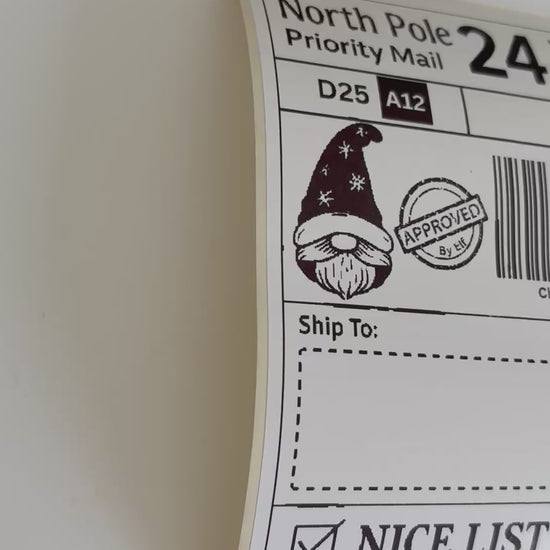 North Pole
Priority Mail
24
D25 A12
APPROVED
By Elf
Ship To:
NICE LIST